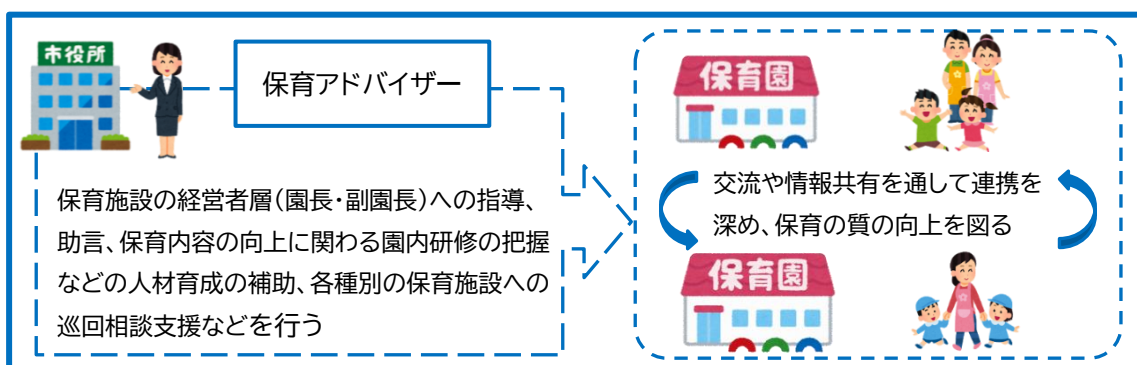 市役所
保育アドバイザー
保育施設の経営者層(園長・副園長)への指導、
助言、保育内容の向上に関わる園内研修の把握
などの人材育成の補助、各種別の保育施設への
巡回相談支援などを行う
保育園
交流や情報共有を通して連携を
深め、保育の質の向上を図る
保育園